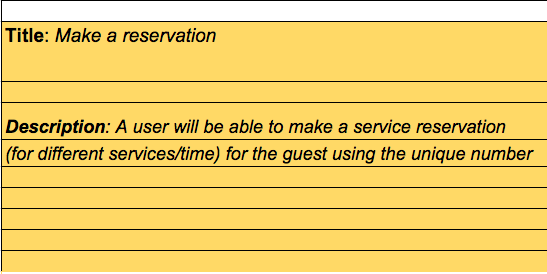 Title: Make a reservation
Description: A user will be able to make a service reservation
(for different services/time) for the guest using the unique number